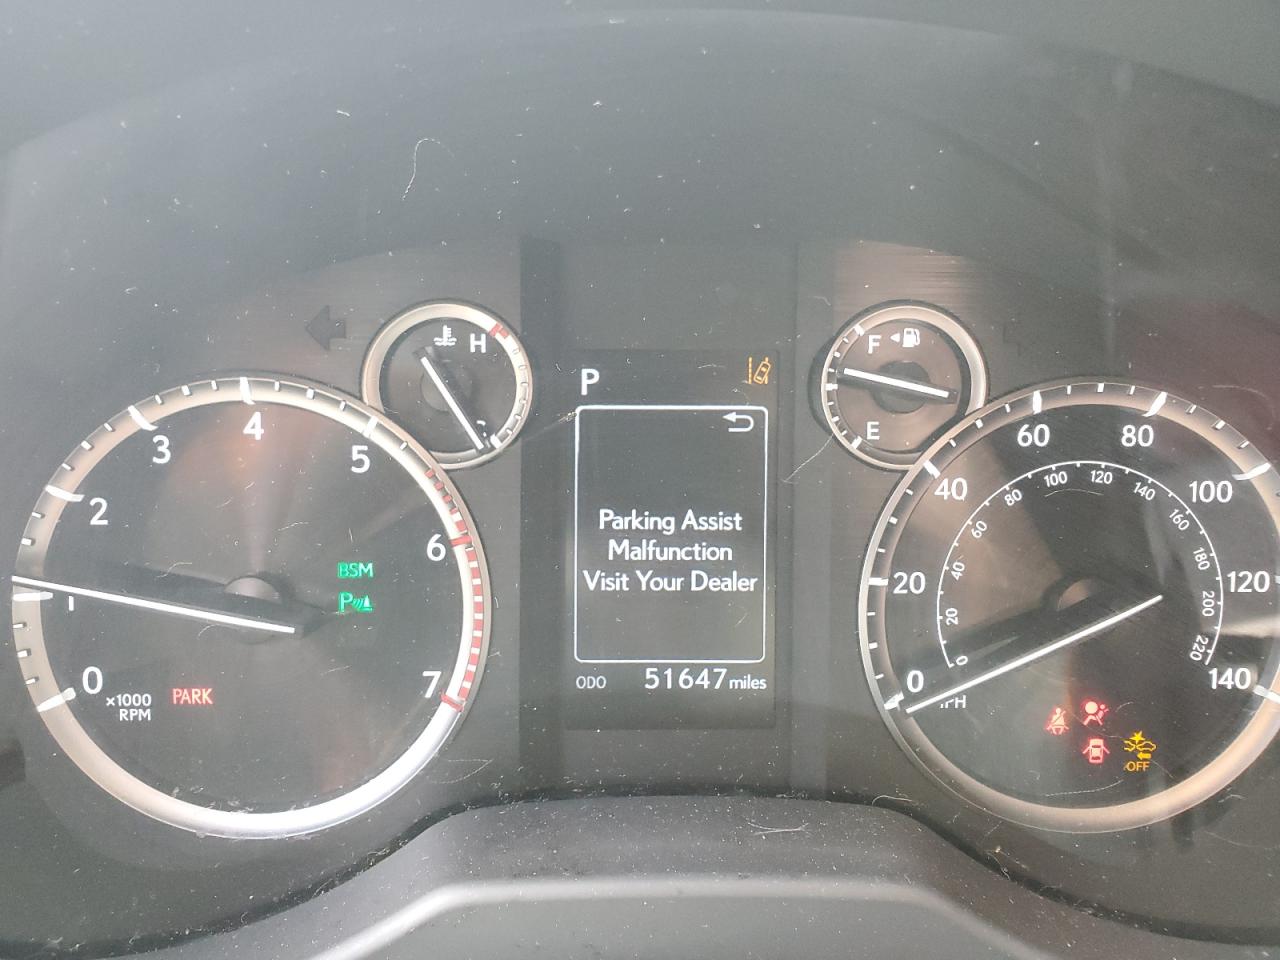 0
1
2
3
4
5
6
7
x1000
RPM
PARK
BSM
P
H
P
Parking Assist
Malfunction
Visit Your Dealer
ODO 51647 miles
F
E
0
20
40
60
80
100
120
140
0
20
40
60
80
100
120
140
160
180
200
220
OFF